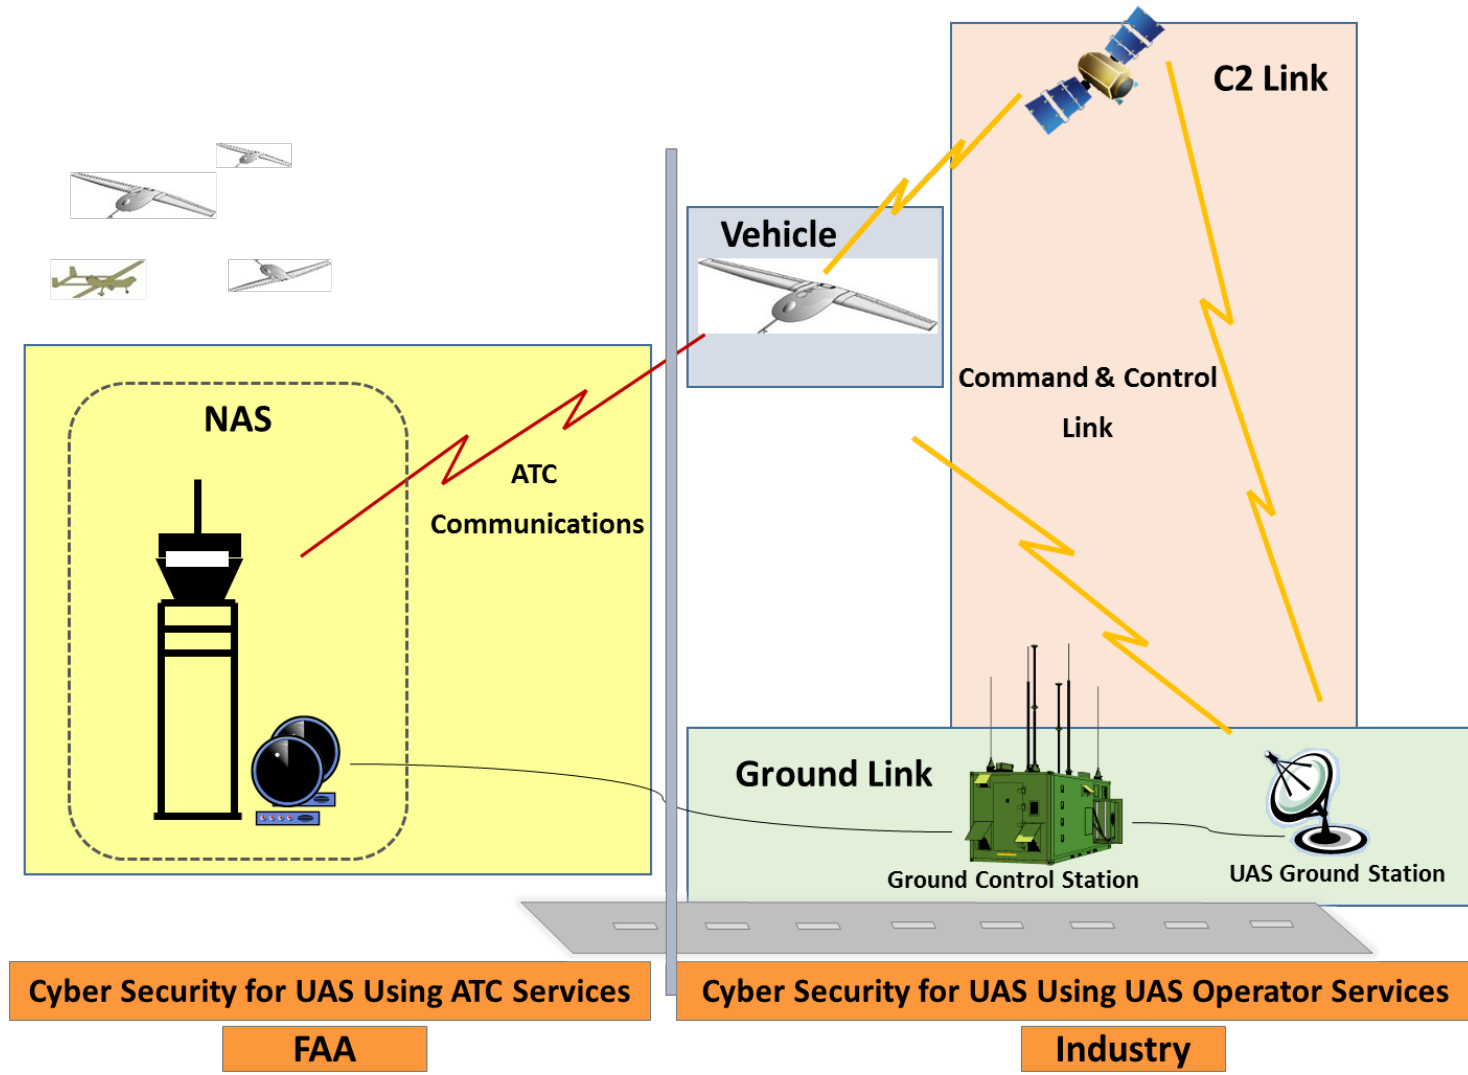 C2 Link
Vehicle
Command & Control
Link
NAS
ATC
Communications
Ground Link
Ground Control Station
UAS Ground Station
Cyber Security for UAS Using ATC Services
Cyber Security for UAS Using UAS Operator Services
FAA
Industry